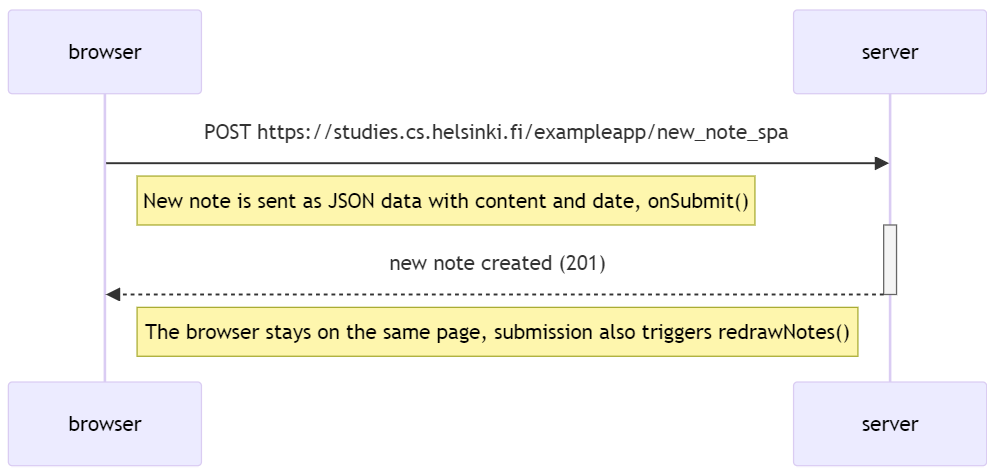 browser
server
POST https://studies.cs.helsinki.fi/exampleapp/new_note_spa
New note is sent as JSON data with content and date, onSubmit()
new note created (201)
The browser stays on the same page, submission also triggers redrawNotes()
browser
server